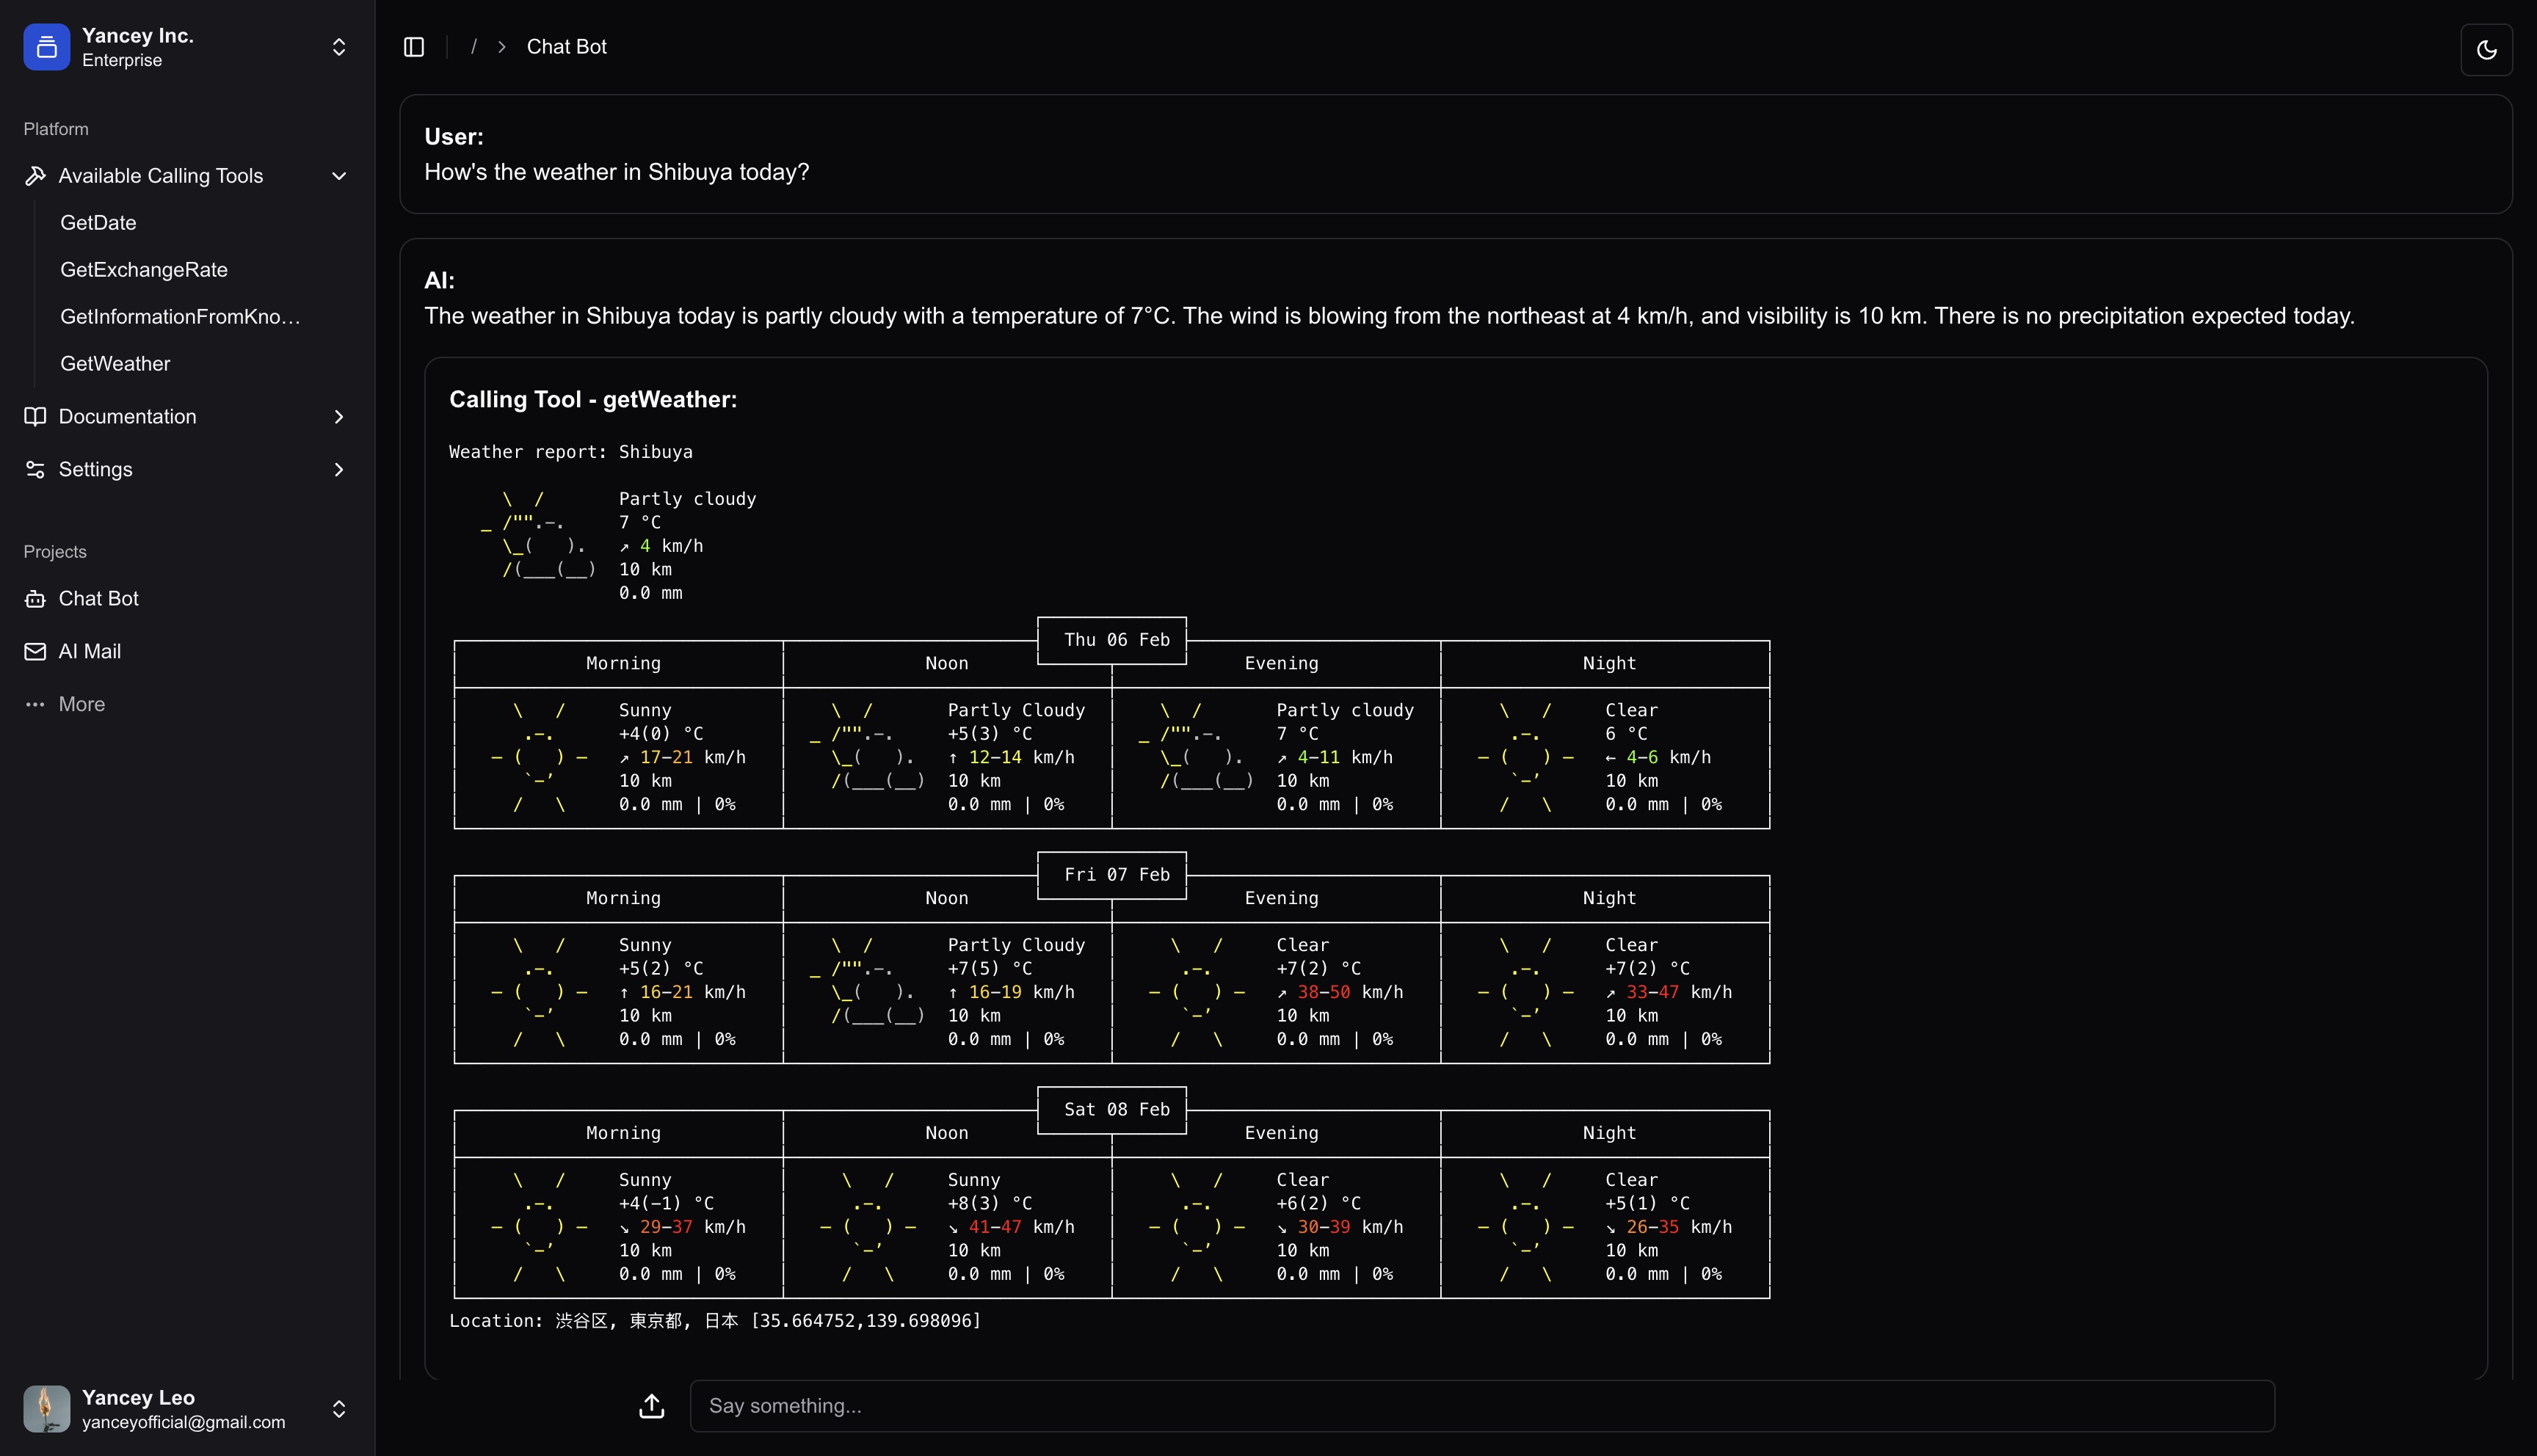 Yancey Inc.
Enterprise
Platform
Available Calling Tools
GetDate
GetExchangeRate
GetInformationFromKno…
GetWeather
Documentation
Settings
Projects
Chat Bot
AI Mail
More
Yancey Leo
yanceyofficial@gmail.com
/ > Chat Bot
User:
How's the weather in Shibuya today?
AI:
The weather in Shibuya today is partly cloudy with a temperature of 7°C. The wind is blowing from the northeast at 4 km/h, and visibility is 10 km. There is no precipitation expected today.
Calling Tool - getWeather:
Weather report: Shibuya
Partly cloudy
7 °C
↗ 4 km/h
10 km
0.0 mm
Thu 06 Feb
Morning Noon Evening Night
Sunny Partly Cloudy Partly cloudy Clear
+4(0) °C +5(3) °C 7 °C 6 °C
↗ 17-21 km/h ↑ 12-14 km/h ↗ 4-11 km/h ← 4-6 km/h
10 km 10 km 10 km 10 km
0.0 mm | 0% 0.0 mm | 0% 0.0 mm | 0% 0.0 mm | 0%
Fri 07 Feb
Morning Noon Evening Night
Sunny Partly Cloudy Clear Clear
+5(2) °C +7(5) °C +7(2) °C +7(2) °C
↑ 16-21 km/h ↑ 16-19 km/h ↗ 38-50 km/h ↗ 33-47 km/h
10 km 10 km 10 km 10 km
0.0 mm | 0% 0.0 mm | 0% 0.0 mm | 0% 0.0 mm | 0%
Sat 08 Feb
Morning Noon Evening Night
Sunny Sunny Clear Clear
+4(-1) °C +8(3) °C +6(2) °C +5(1) °C
↘ 29-37 km/h ↘ 41-47 km/h ↘ 30-39 km/h ↘ 26-35 km/h
10 km 10 km 10 km 10 km
0.0 mm | 0% 0.0 mm | 0% 0.0 mm | 0% 0.0 mm | 0%
Location: 渋谷区, 東京都, 日本 [35.664752,139.698096]
Say something...